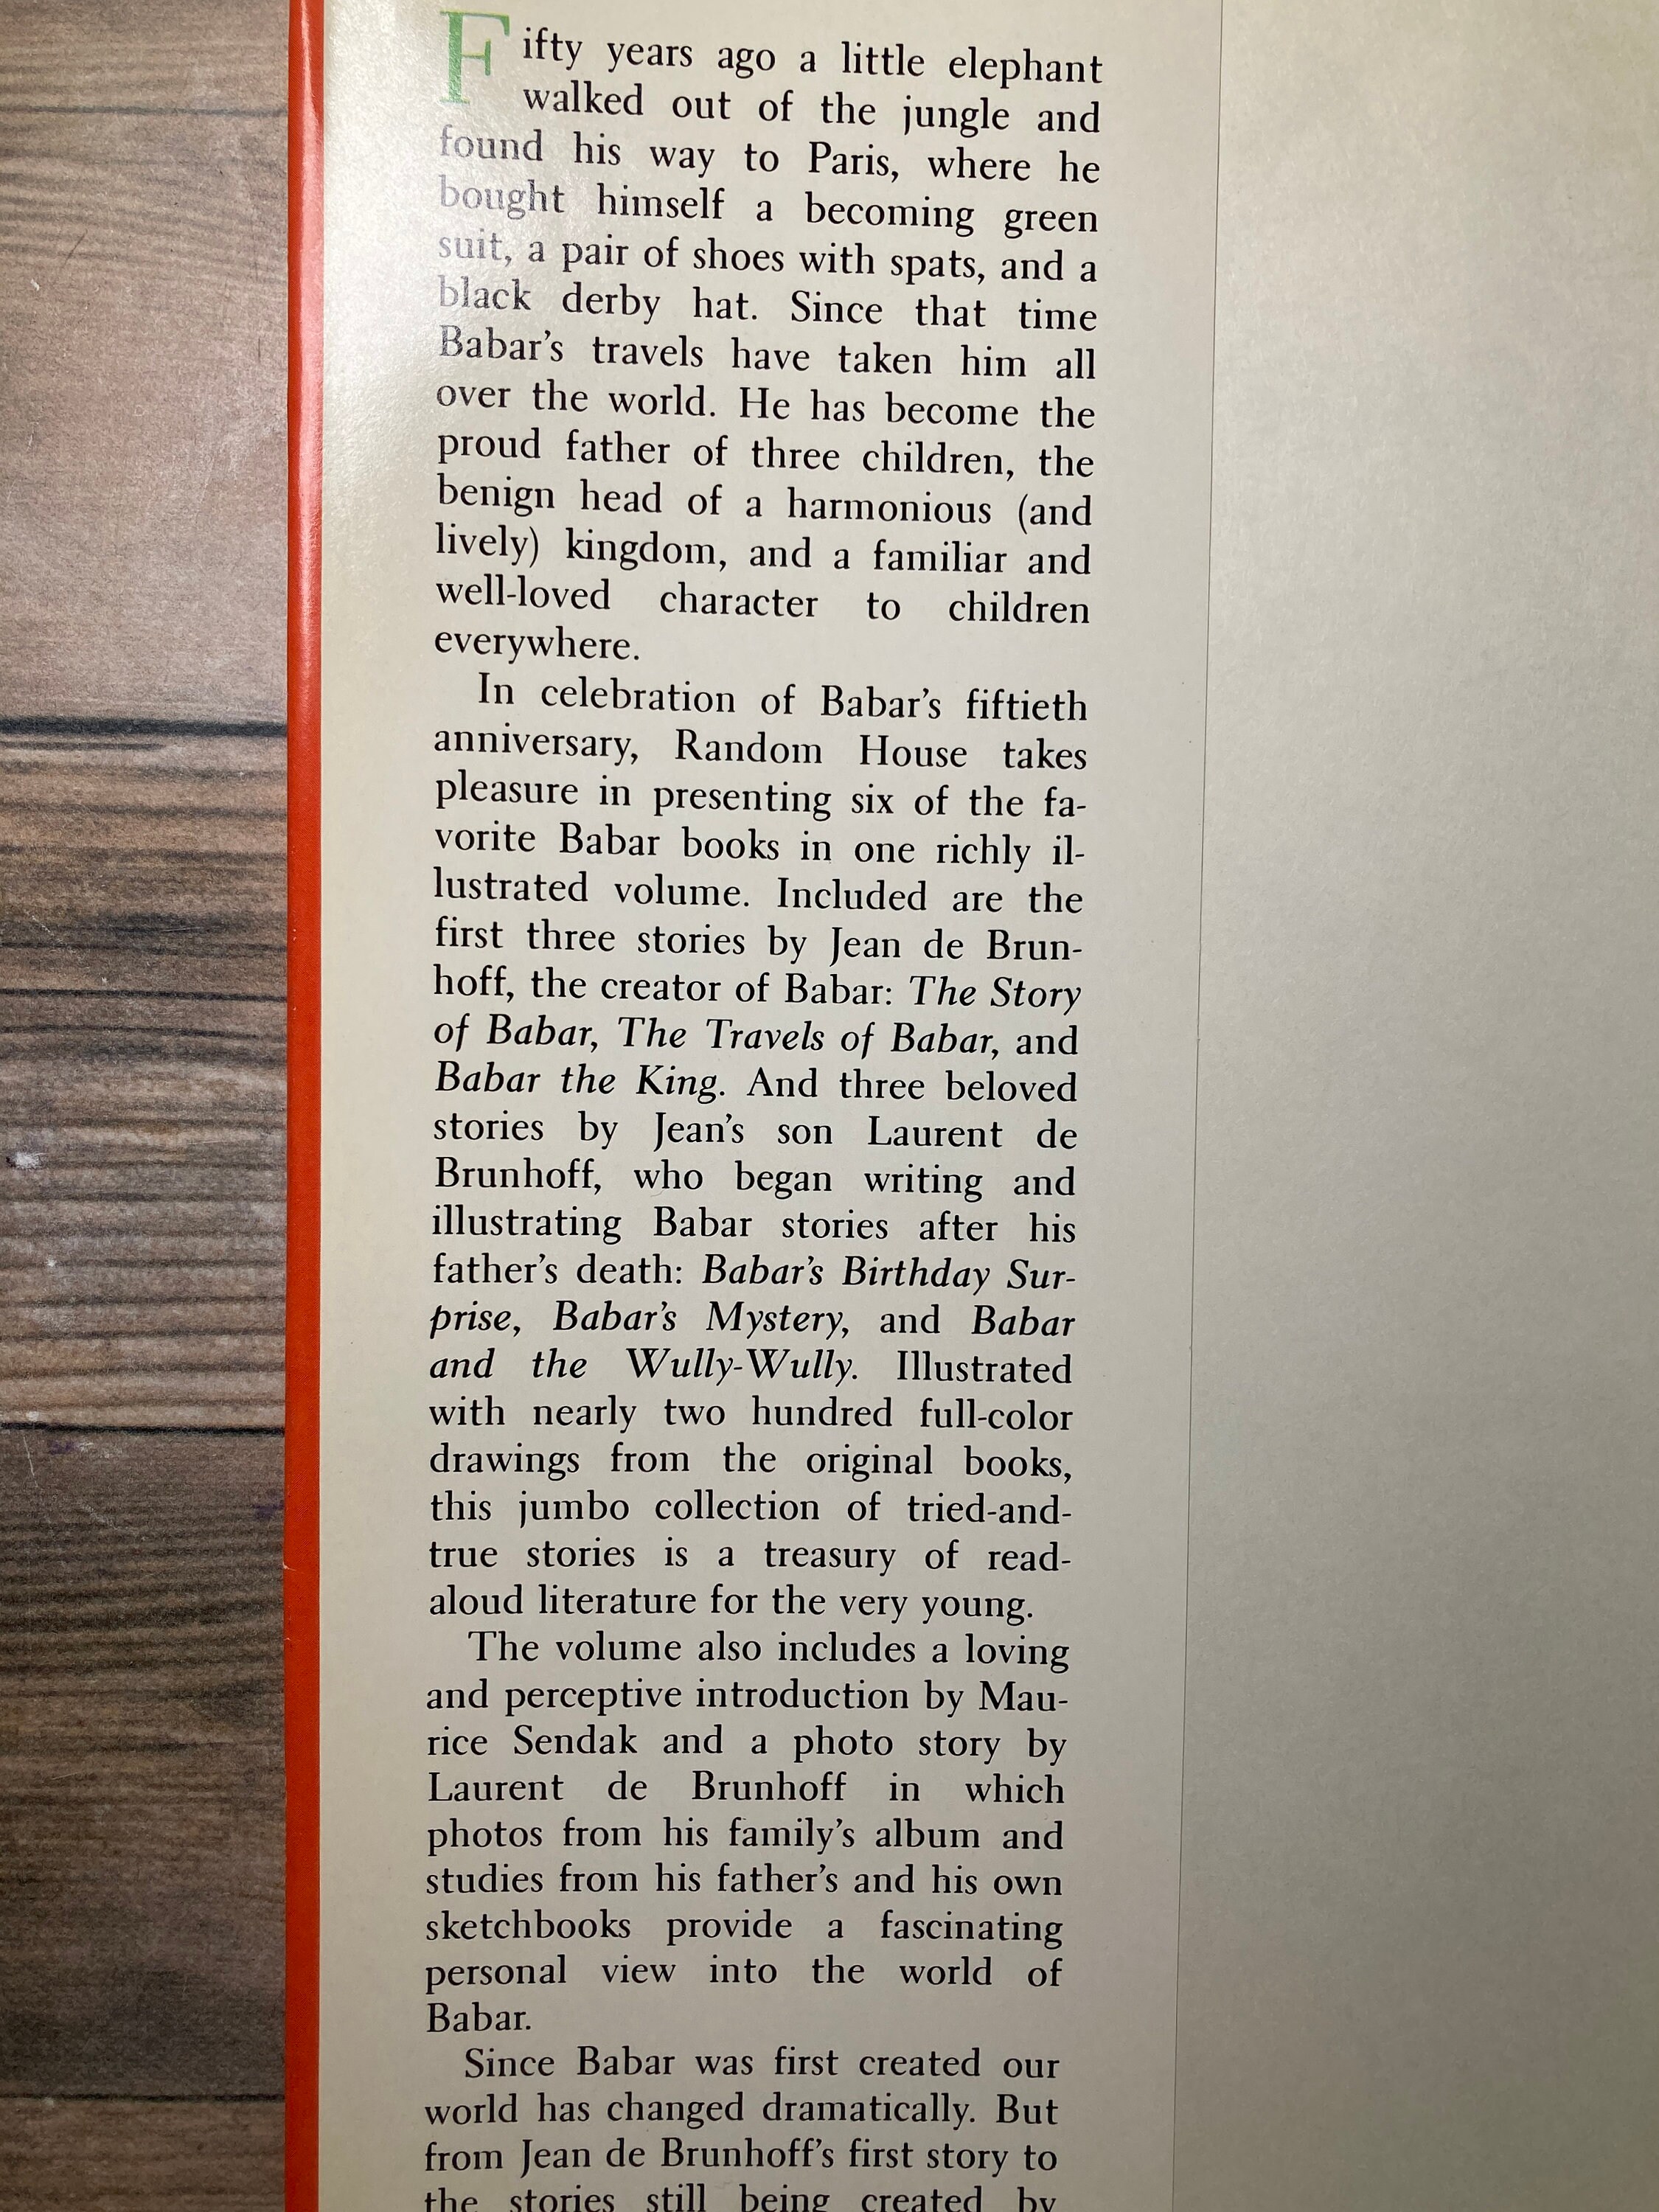 Fifty years ago a little elephant
walked out of the jungle and
found his way to Paris, where he
bought himself a becoming green
suit, a pair of shoes with spats, and a
black derby hat. Since that time
Babar’s travels have taken him all
over the world. He has become the
proud father of three children, the
benign head of a harmonious (and
lively) kingdom, and a familiar and
well-loved character to children
everywhere.
In celebration of Babar’s fiftieth
anniversary, Random House takes
pleasure in presenting six of the fa-
vorite Babar books in one richly il-
lustrated volume. Included are the
first three stories by Jean de Brun-
hoff, the creator of Babar: The Story
of Babar, The Travels of Babar, and
Babar the King. And three beloved
stories by Jean’s son Laurent de
Brunhoff, who began writing and
illustrating Babar stories after his
father’s death: Babar’s Birthday Sur-
prise, Babar’s Mystery, and Babar
and the Wully-Wully. Illustrated
with nearly two hundred full-color
drawings from the original books,
this jumbo collection of tried-and-
true stories is a treasury of read-
aloud literature for the very young.
The volume also includes a loving
and perceptive introduction by Mau-
rice Sendak and a photo story by
Laurent de Brunhoff in which
photos from his family’s album and
studies from his father’s and his own
sketchbooks provide a fascinating
personal view into the world of
Babar.
Since Babar was first created our
world has changed dramatically. But
from Jean de Brunhoff’s first story to
the stories still being created by